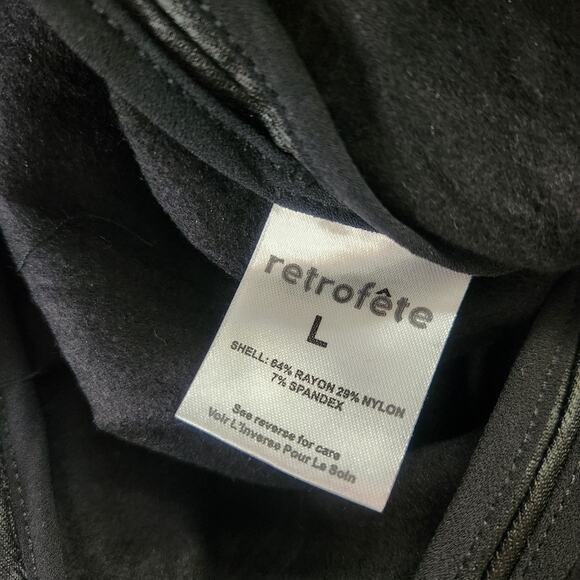 retrofête
L
SHELL: 64% RAYON 29% NYLON
7% SPANDEX
See reverse for care
Voir L'Inverse Pour Le Soin